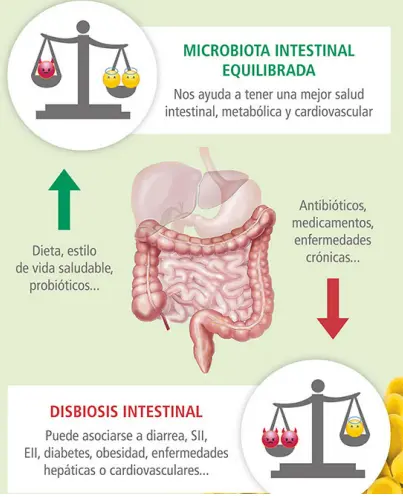 MICROBIOTA INTESTINAL
EQUILIBRADA
Nos ayuda a tener una mejor salud
intestinal, metabólica y cardiovascular
Dieta, estilo
de vida saludable,
probióticos...
Antibióticos,
medicamentos,
enfermedades
crónicas...
DISBIOSIS INTESTINAL
Puede asociarse a diarrea, SII,
EII, diabetes, obesidad, enfermedades
hepáticas o cardiovasculares...